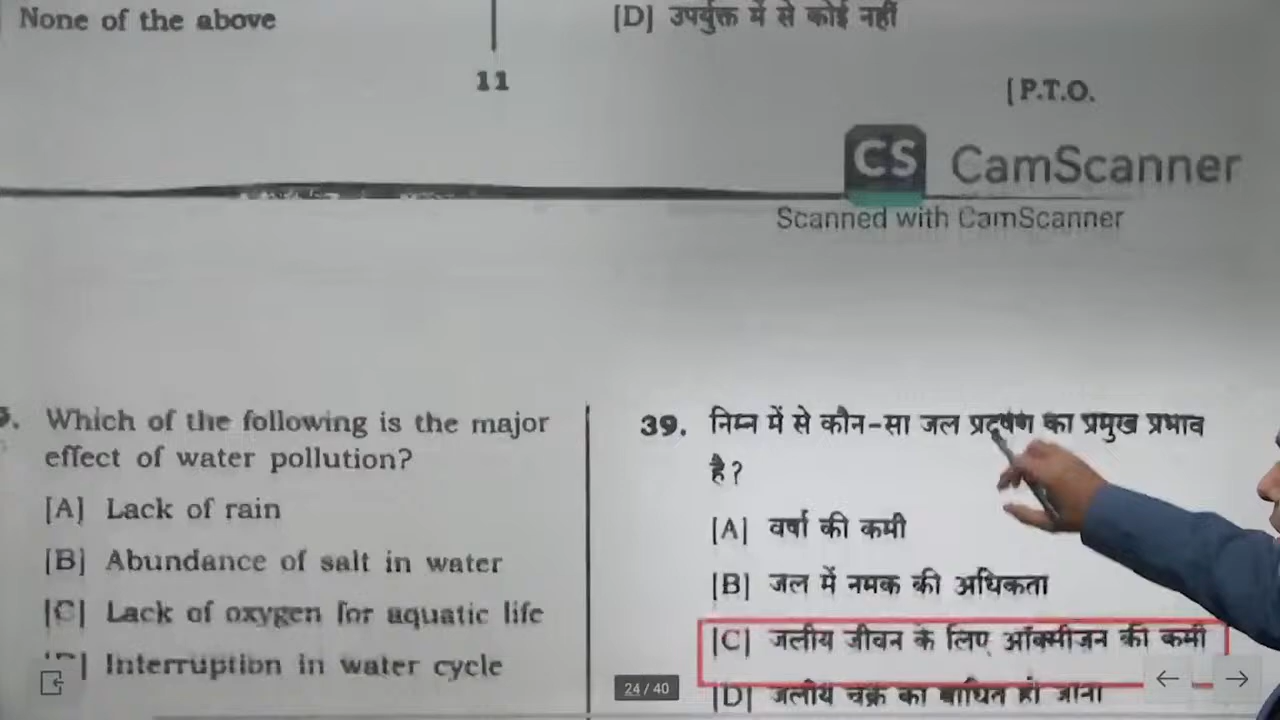 None of the above
[D] उपर्युक्त में से कोई नहीं
11
[P.T.O.
CS CamScanner
Scanned with CamScanner
Which of the following is the major
effect of water pollution?
[A] Lack of rain
[B] Abundance of salt in water
[C] Lack of oxygen for aquatic life
Interruption in water cycle
39. निम्न में से कौन-सा जल प्रदूषण का प्रमुख प्रभाव
है?
[A] वर्षा की कमी
[B] जल में नमक की अधिकता
[C] जलीय जीवन के लिए ऑक्सीजन की कमी
[D] जलीय चक्र का बाधित हो जाना
24 / 40